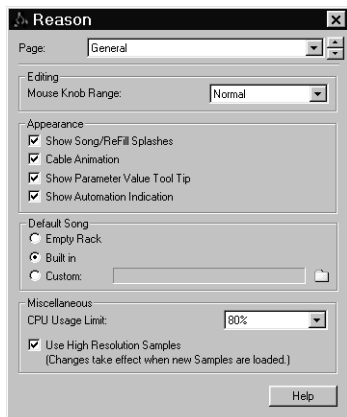 Reason
Page: General
Editing
Mouse Knob Range: Normal
Appearance
Show Song/ReFill Splashes
Cable Animation
Show Parameter Value Tool Tip
Show Automation Indication
Default Song
Empty Rack
Built in
Custom:
Miscellaneous
CPU Usage Limit: 80%
Use High Resolution Samples
(Changes take effect when new Samples are loaded.)
Help